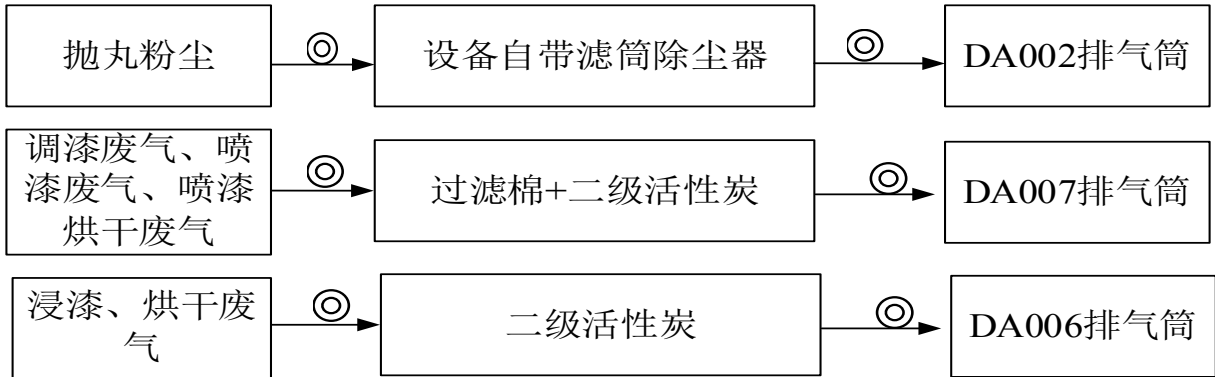 抛丸粉尘
设备自带滤筒除尘器
DA002排气筒
调漆废气、喷
漆废气、喷漆
烘干废气
过滤棉+二级活性炭
DA007排气筒
浸漆、烘干废
气
二级活性炭
DA006排气筒